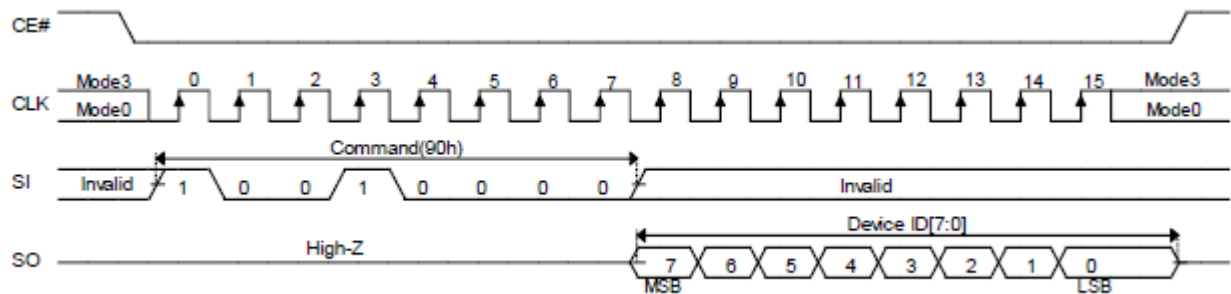 CE#
Mode3 0 1 2 3 4 5 6 7 8 9 10 11 12 13 14 15 Mode3
CLK
Mode0 Mode0
Command(90h)
SI Invalid 1 0 0 1 0 0 0 0 Invalid
Device ID[7:0]
High-Z
SO 7 6 5 4 3 2 1 0
MSB LSB